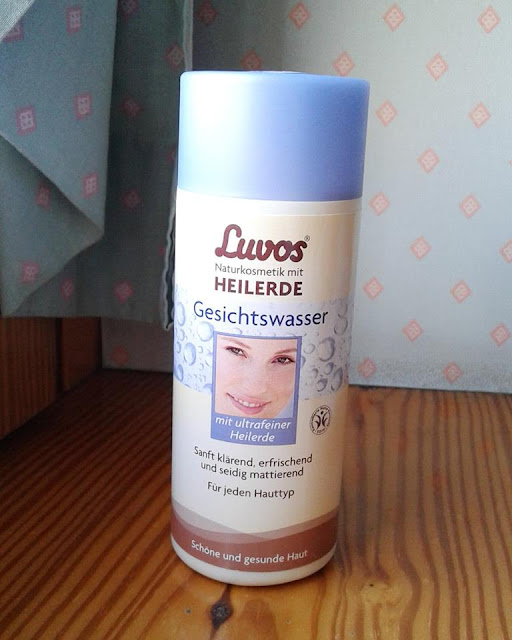 Luvos®
Naturkosmetik mit
HEILERDE
Gesichtswasser
mit ultrafeiner
Heilerde
Sanft klärend, erfrischend
und seidig mattierend
Für jeden Hauttyp
Schöne und gesunde Haut